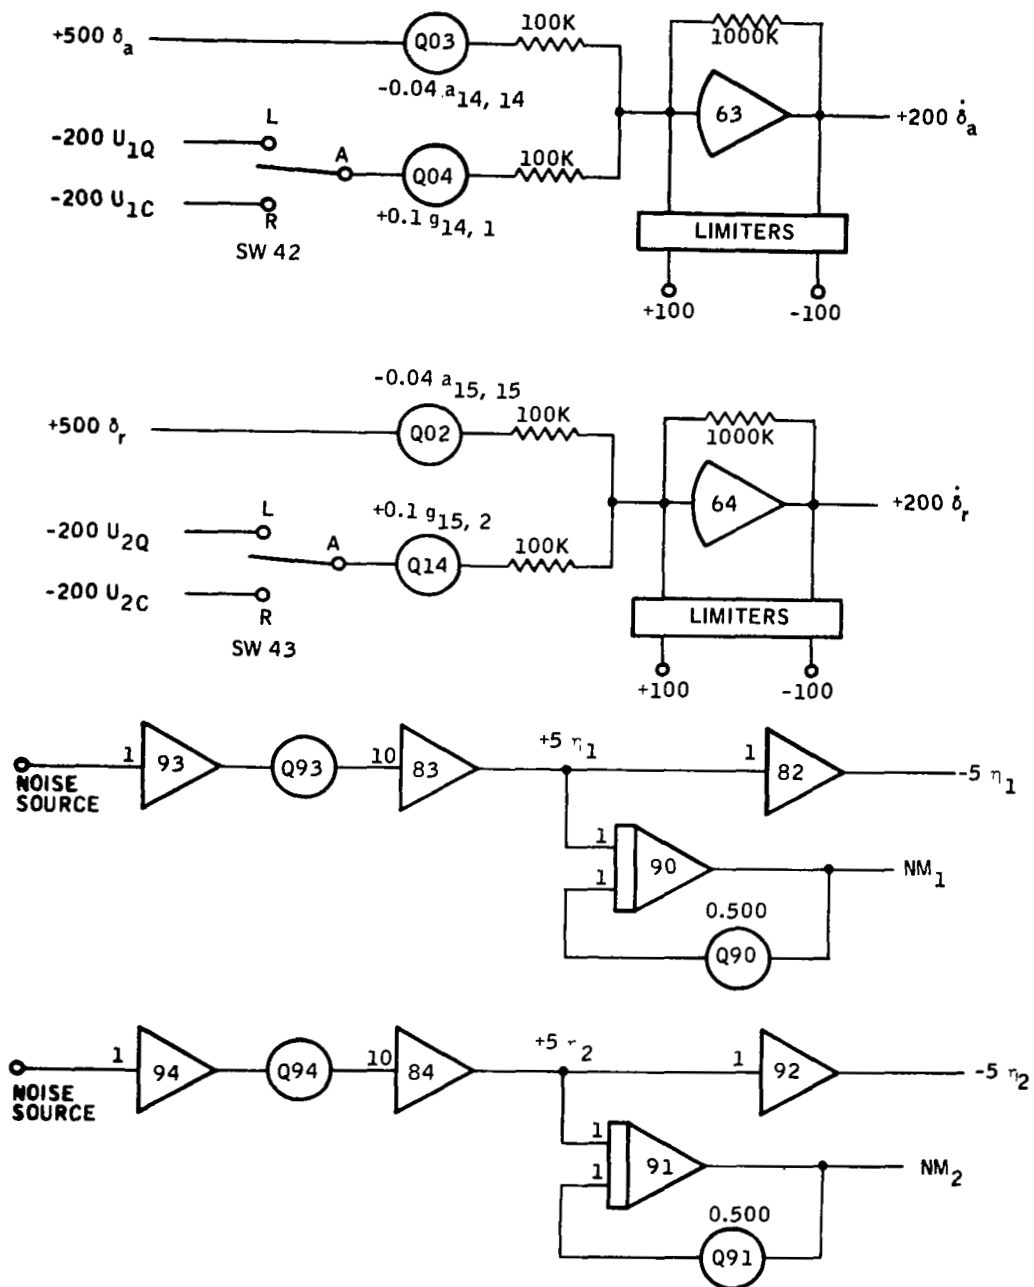 +500 δₐ
Q03
100K
1000K
-0.04 a₁₄, ₁₄
63
+200 δ̇ₐ
-200 U₁Q
L
A
Q04
100K
-200 U₁C
R
+0.1 g₁₄, ₁
SW 42
LIMITERS
+100
-100
-0.04 a₁₅, ₁₅
+500 δᵣ
Q02
100K
1000K
64
+200 δ̇ᵣ
-200 U₂Q
L
+0.1 g₁₅, ₂
A
Q14
100K
-200 U₂C
R
SW 43
LIMITERS
+100
-100
NOISE
SOURCE
1
93
Q93
10
83
+5 η₁
1
82
-5 η₁
1
1
90
NM₁
0.500
Q90
NOISE
SOURCE
1
94
Q94
10
84
+5 ₂
1
92
-5 η₂
1
1
91
NM₂
0.500
Q91